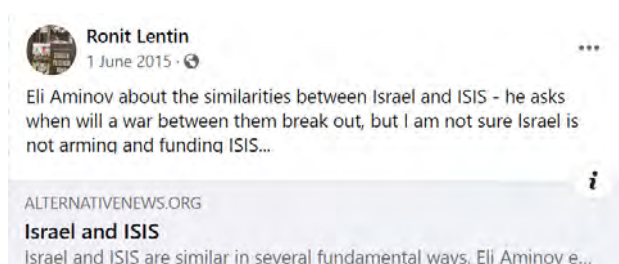 Ronit Lentin
1 June 2015 ·
Eli Aminov about the similarities between Israel and ISIS - he asks
when will a war between them break out, but I am not sure Israel is
not arming and funding ISIS...
ALTERNATIVENEWS.ORG
Israel and ISIS
Israel and ISIS are similar in several fundamental ways. Eli Aminov e...